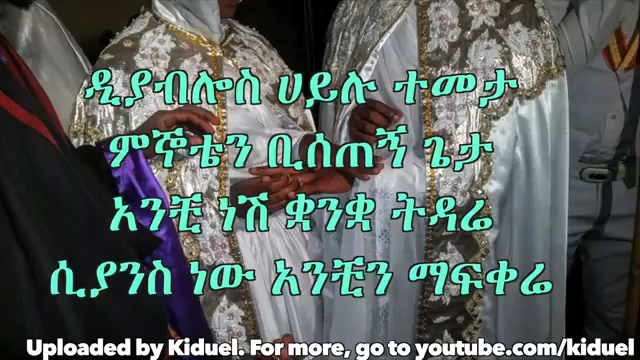 ዲያብሎስ ሀይሉ ተመታ
ምኞቴን ቢሰጠኝ ጌታ
አንቺ ነሽ ቋንቋ ትዳሬ
ሲያንስ ነው አንቺን ማፍቀሬ
Uploaded by Kiduel. For more, go to youtube.com/kiduel